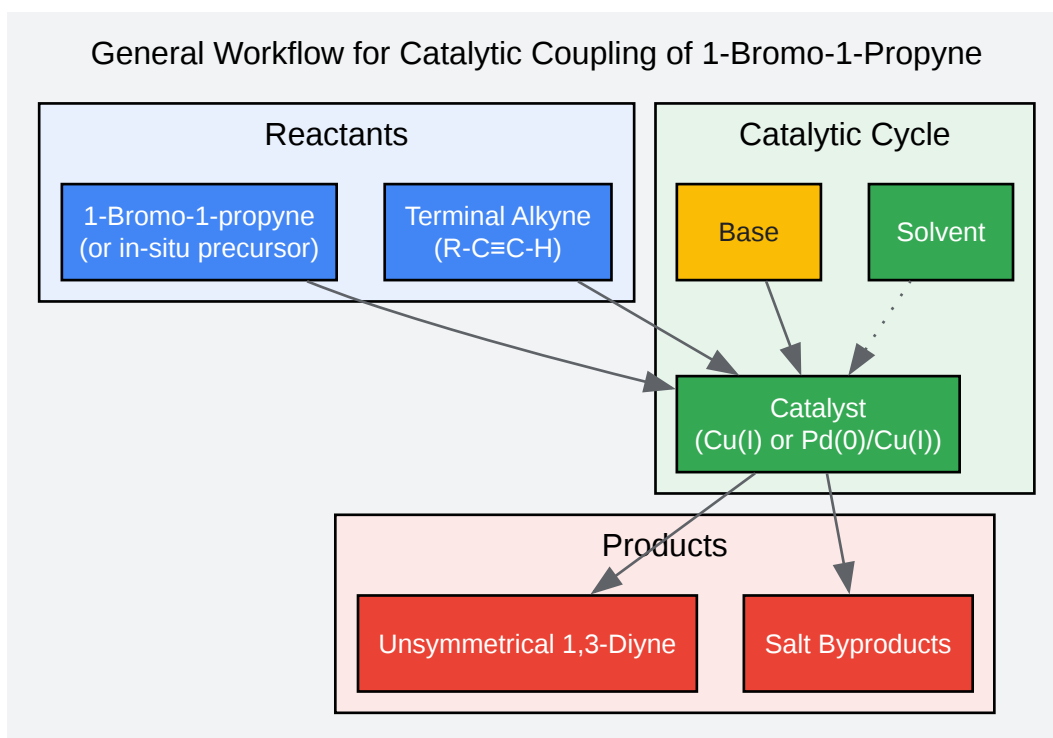 General Workflow for Catalytic Coupling of 1-Bromo-1-Propyne
Reactants
1-Bromo-1-propyne
(or in-situ precursor)
Terminal Alkyne
(R-C≡C-H)
Catalytic Cycle
Base
Solvent
Catalyst
(Cu(I) or Pd(0)/Cu(I))
Products
Unsymmetrical 1,3-Diyne
Salt Byproducts